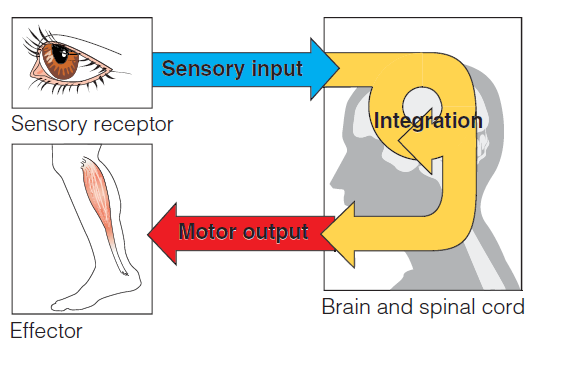 Sensory input
Integration
Sensory receptor
Motor output
Brain and spinal cord
Effector